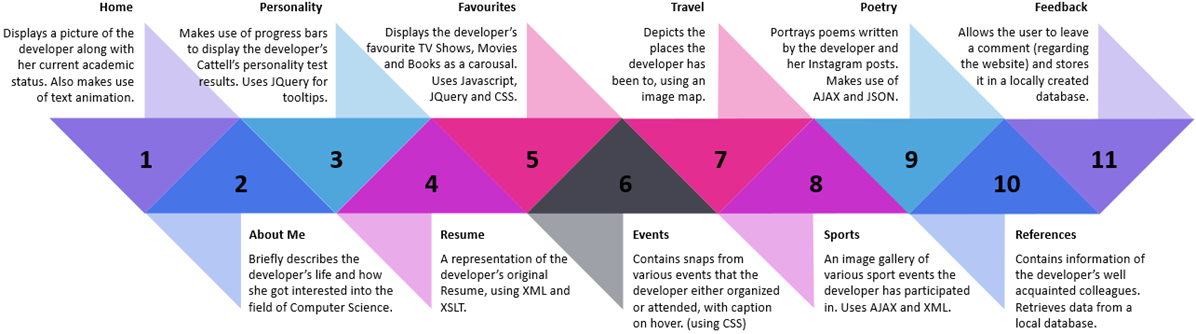 Home
Displays a picture of the
developer along with
her current academic
status. Also makes use
of text animation.
Personality
Makes use of progress bars
to display the developer's
Cattell's personality test
results. Uses JQuery for
tooltips.
Favourites
Displays the developer's
favourite TV Shows, Movies
and Books as a carousal.
Uses Javascript,
JQuery and CSS.
Travel
Depicts the
places the
developer has
been to, using an
image map.
Poetry
Portrays poems written
by the developer and
her Instagram posts.
Makes use of
AJAX and JSON.
Feedback
Allows the user to leave
a comment (regarding
the website) and stores
it in a locally created
database.
1
2
3
4
5
6
7
8
9
10
11
About Me
Briefly describes the
developer's life and how
she got interested into the
field of Computer Science.
Resume
A representation of the
developer's original
Resume, using XML and
XSLT.
Events
Contains snaps from
various events that the
developer either organized
or attended, with caption
on hover. (using CSS)
Sports
An image gallery of
various sport events the
developer has participated
in. Uses AJAX and XML.
References
Contains information of
the developer's well
acquainted colleagues.
Retrieves data from a
local database.